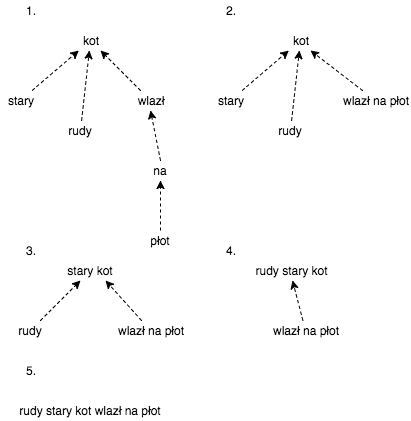 1.
kot
stary
wlazł
rudy
na
płot
2.
kot
stary
wlazł na płot
rudy
3.
stary kot
rudy
wlazł na płot
4.
rudy stary kot
wlazł na płot
5.
rudy stary kot wlazł na płot